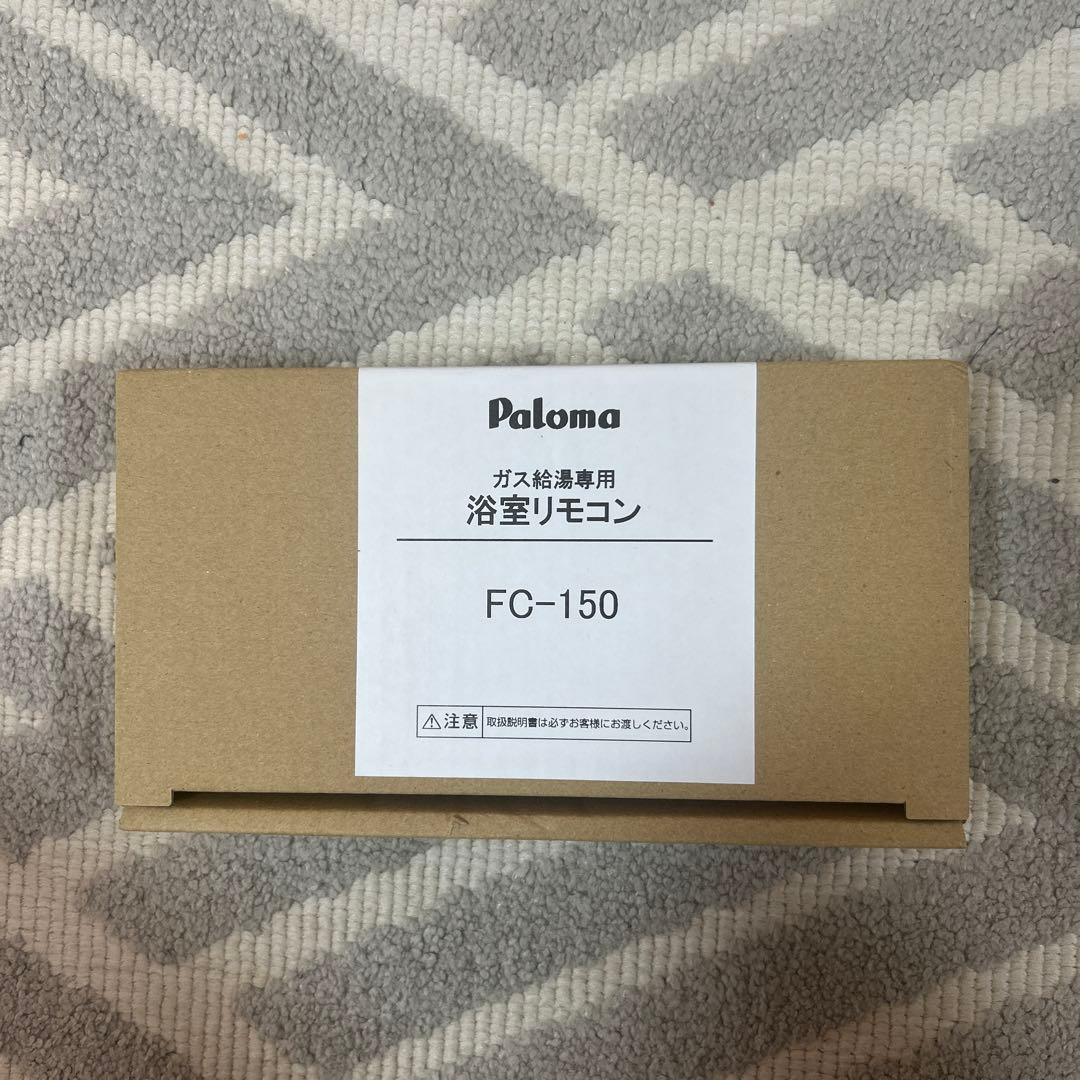 Paloma
ガス給湯専用
浴室リモコン
FC-150
⚠注意 取扱説明書は必ずお客様にお渡しください。